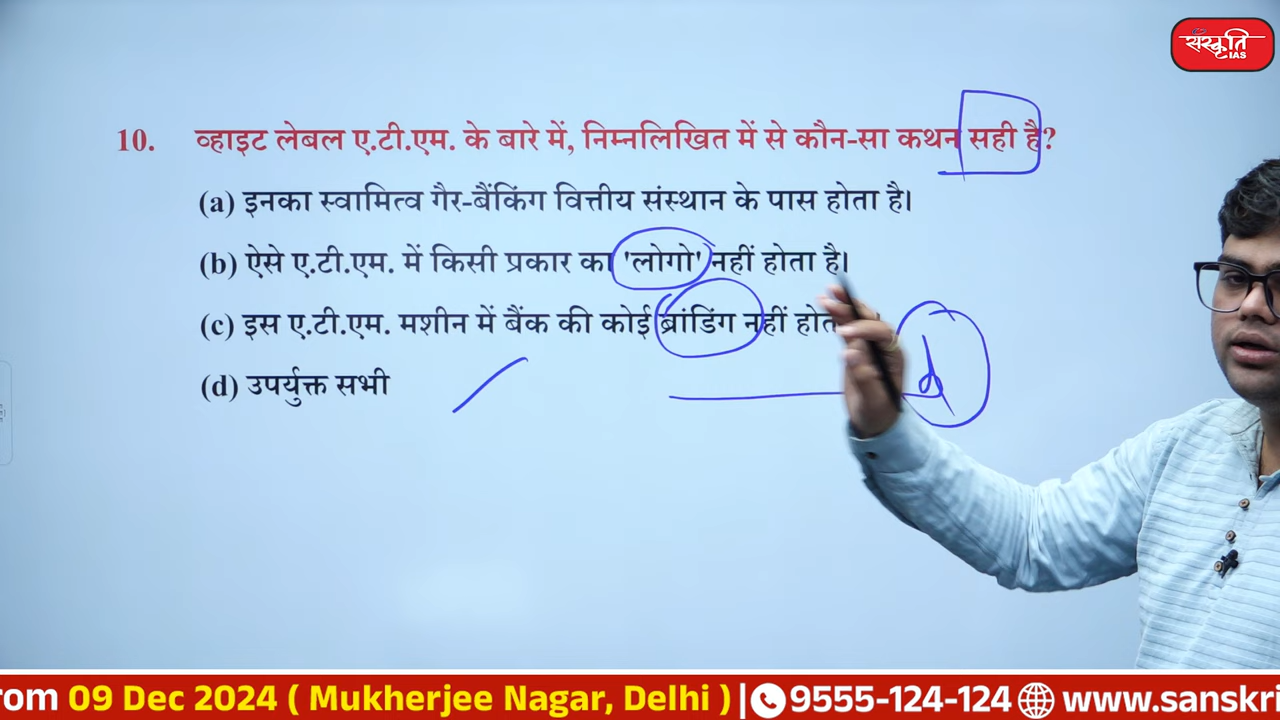 संस्कृति
IAS
10. व्हाइट लेबल ए.टी.एम. के बारे में, निम्नलिखित में से कौन-सा कथन सही है?
(a) इनका स्वामित्व गैर-बैंकिंग वित्तीय संस्थान के पास होता है।
(b) ऐसे ए.टी.एम. में किसी प्रकार का 'लोगो' नहीं होता है।
(c) इस ए.टी.एम. मशीन में बैंक की कोई ब्रांडिंग नहीं
(d) उपर्युक्त सभी
d
rom 09 Dec 2024 ( Mukherjee Nagar, Delhi ) | 9555-124-124 www.sanskri